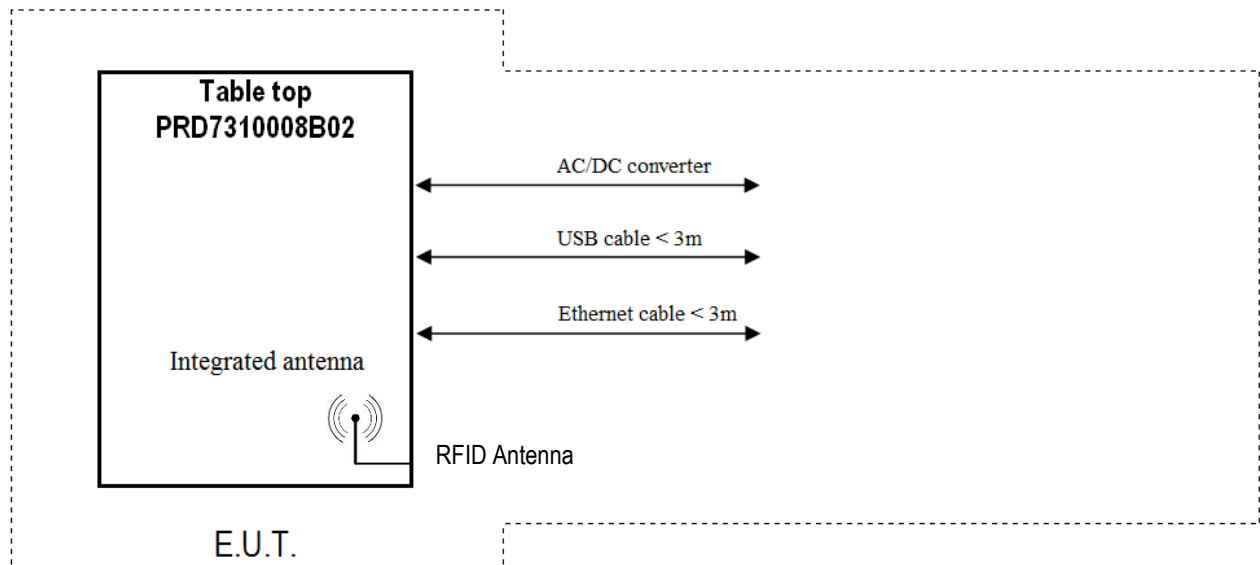 Table top
PRD7310008B02
AC/DC converter
USB cable < 3m
Ethernet cable < 3m
Integrated antenna
RFID Antenna
E.U.T.